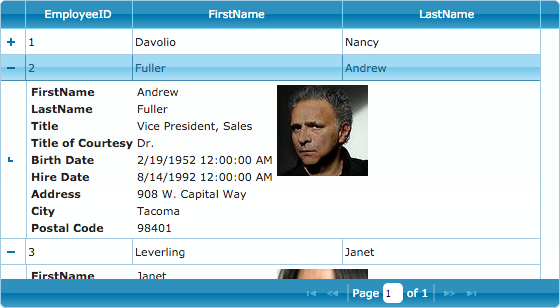 EmployeeID FirstName LastName
1 Davolio Nancy
2 Fuller Andrew
FirstName Andrew
LastName Fuller
Title Vice President, Sales
Title of Courtesy Dr.
Birth Date 2/19/1952 12:00:00 AM
Hire Date 8/14/1992 12:00:00 AM
Address 908 W. Capital Way
City Tacoma
Postal Code 98401
3 Leverling Janet
FirstName Janet
Page 1 of 1